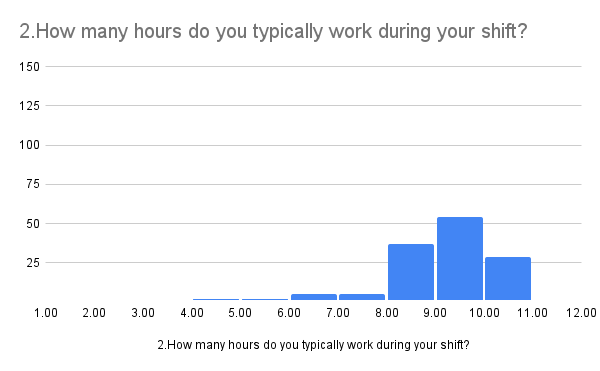 2.How many hours do you typically work during your shift?
150
125
100
75
50
25
1.00 2.00 3.00 4.00 5.00 6.00 7.00 8.00 9.00 10.00 11.00 12.00
2.How many hours do you typically work during your shift?